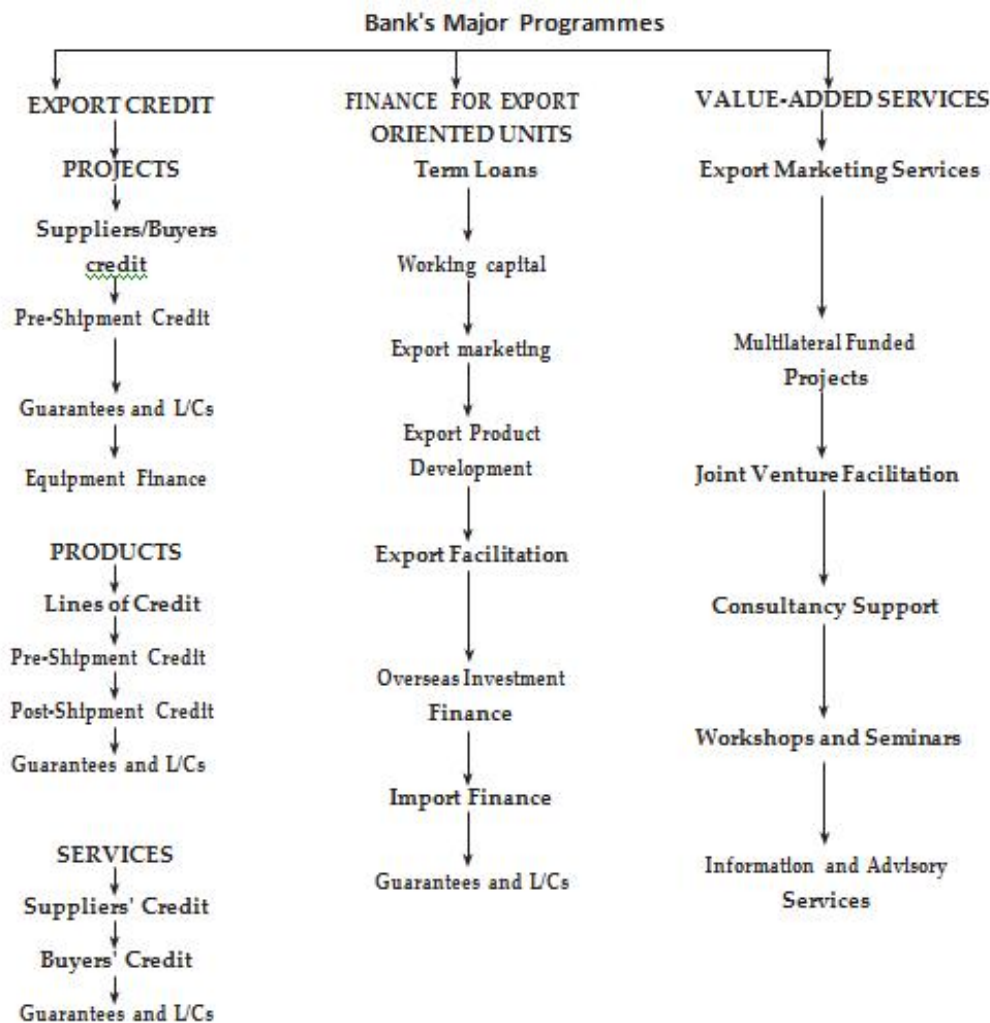 Bank's Major Programmes
EXPORT CREDIT
PROJECTS
Suppliers/Buyers
credit
Pre-Shipment Credit
Guarantees and L/Cs
Equipment Finance
PRODUCTS
Lines of Credit
Pre-Shipment Credit
Post-Shipment Credit
Guarantees and L/Cs
SERVICES
Suppliers' Credit
Buyers' Credit
Guarantees and L/Cs
FINANCE FOR EXPORT
ORIENTED UNITS
Term Loans
Working capital
Export marketing
Export Product
Development
Export Facilitation
Overseas Investment
Finance
Import Finance
Guarantees and L/Cs
VALUE-ADDED SERVICES
Export Marketing Services
Multilateral Funded
Projects
Joint Venture Facilitation
Consultancy Support
Workshops and Seminars
Information and Advisory
Services